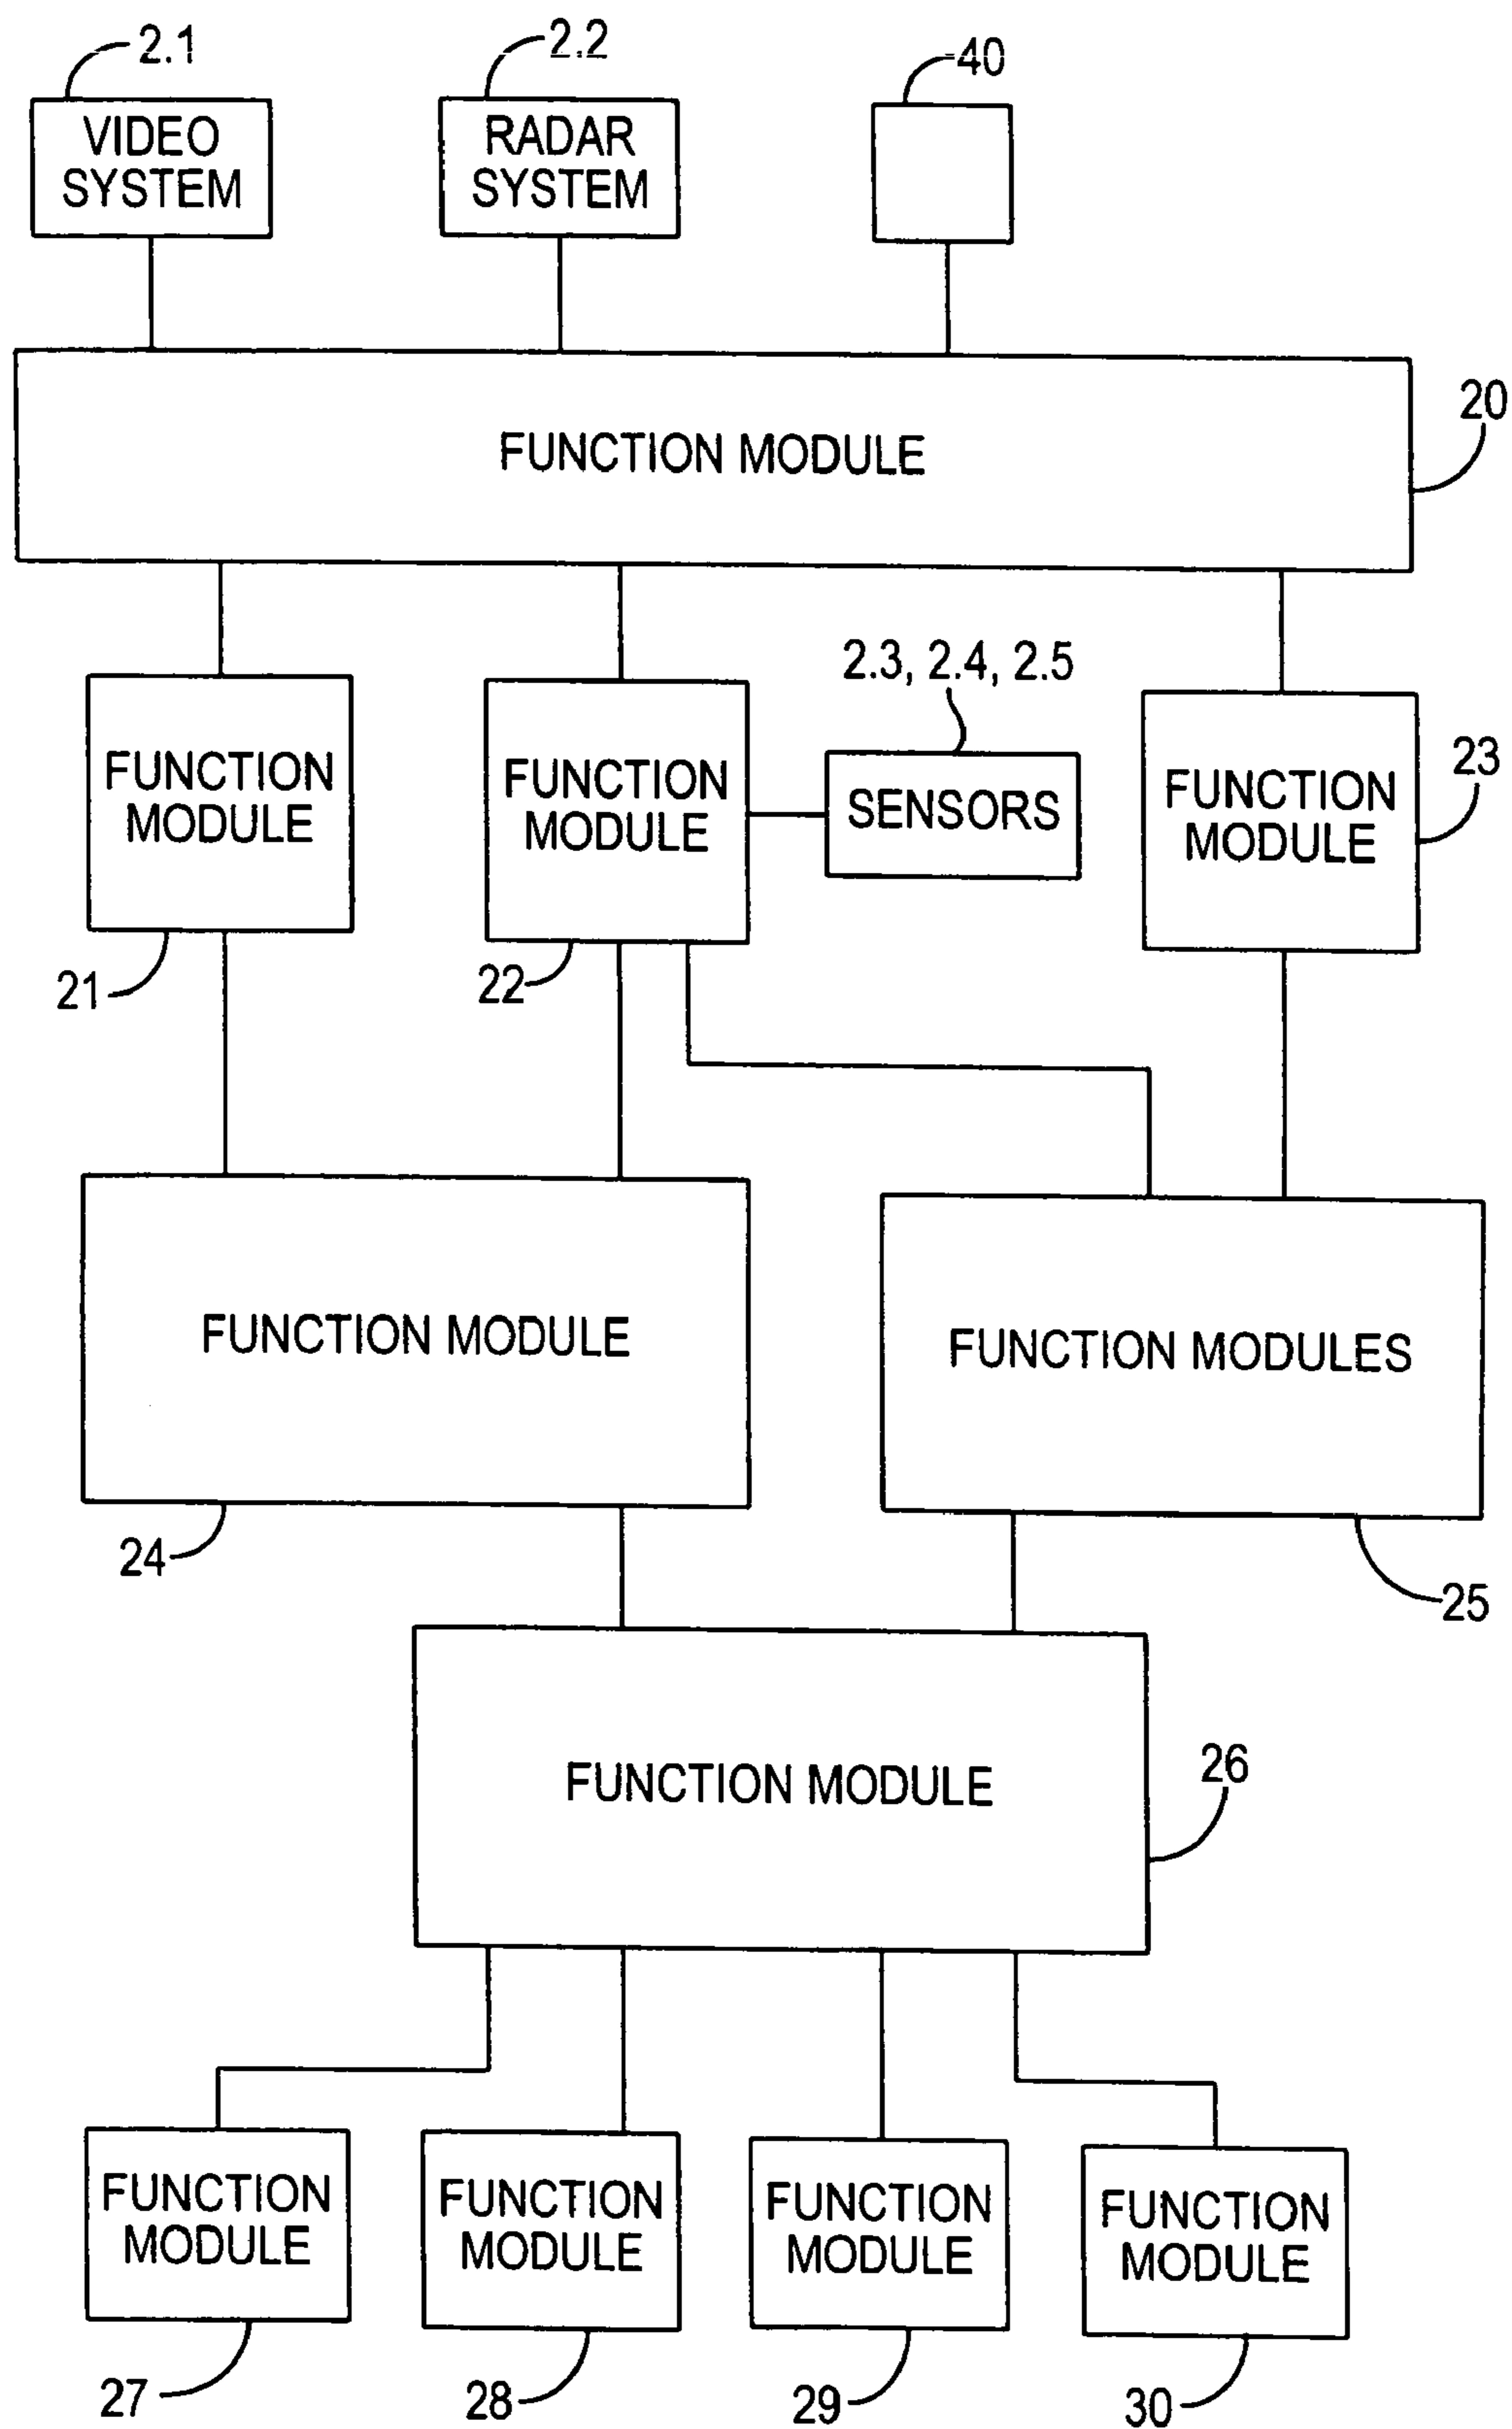 2.1
2.2
40
VIDEO
SYSTEM
RADAR
SYSTEM
20
FUNCTION MODULE
2.3, 2.4, 2.5
FUNCTION
MODULE
FUNCTION
MODULE
SENSORS
FUNCTION
MODULE
23
21
22
FUNCTION MODULE
FUNCTION MODULES
24
25
FUNCTION MODULE
26
FUNCTION
MODULE
FUNCTION
MODULE
FUNCTION
MODULE
FUNCTION
MODULE
27
28
29
30